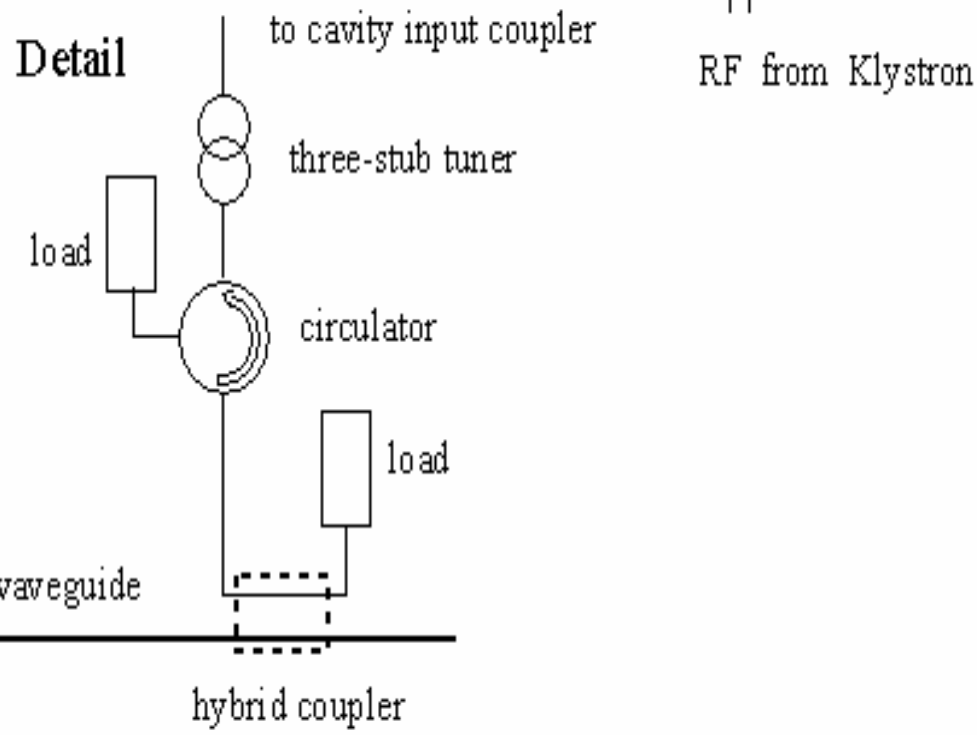 to cavity input coupler
Detail
RF from Klystron
three-stub tuner
load
circulator
load
hybrid coupler